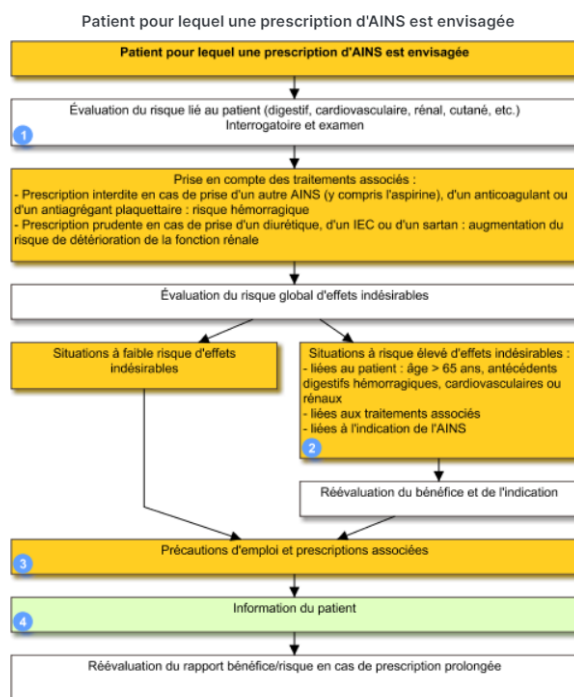 Patient pour lequel une prescription d'AINS est envisagée
Patient pour lequel une prescription d'AINS est envisagée
Évaluation du risque lié au patient (digestif, cardiovasculaire, rénal, cutané, etc.)
Interrogatoire et examen
1
Prise en compte des traitements associés :
- Prescription interdite en cas de prise d'un autre AINS (y compris l'aspirine), d'un anticoagulant ou
d'un antiagrégant plaquettaire : risque hémorragique
- Prescription prudente en cas de prise d'un diurétique, d'un IEC ou d'un sartan : augmentation du
risque de détérioration de la fonction rénale
Évaluation du risque global d'effets indésirables
Situations à faible risque d'effets
indésirables
Situations à risque élevé d'effets indésirables :
- liées au patient : âge > 65 ans, antécédents
digestifs hémorragiques, cardiovasculaires ou
rénaux
- liées aux traitements associés
- liées à l'indication de l'AINS
2
Réévaluation du bénéfice et de l'indication
Précautions d'emploi et prescriptions associées
3
Information du patient
4
Réévaluation du rapport bénéfice/risque en cas de prescription prolongée